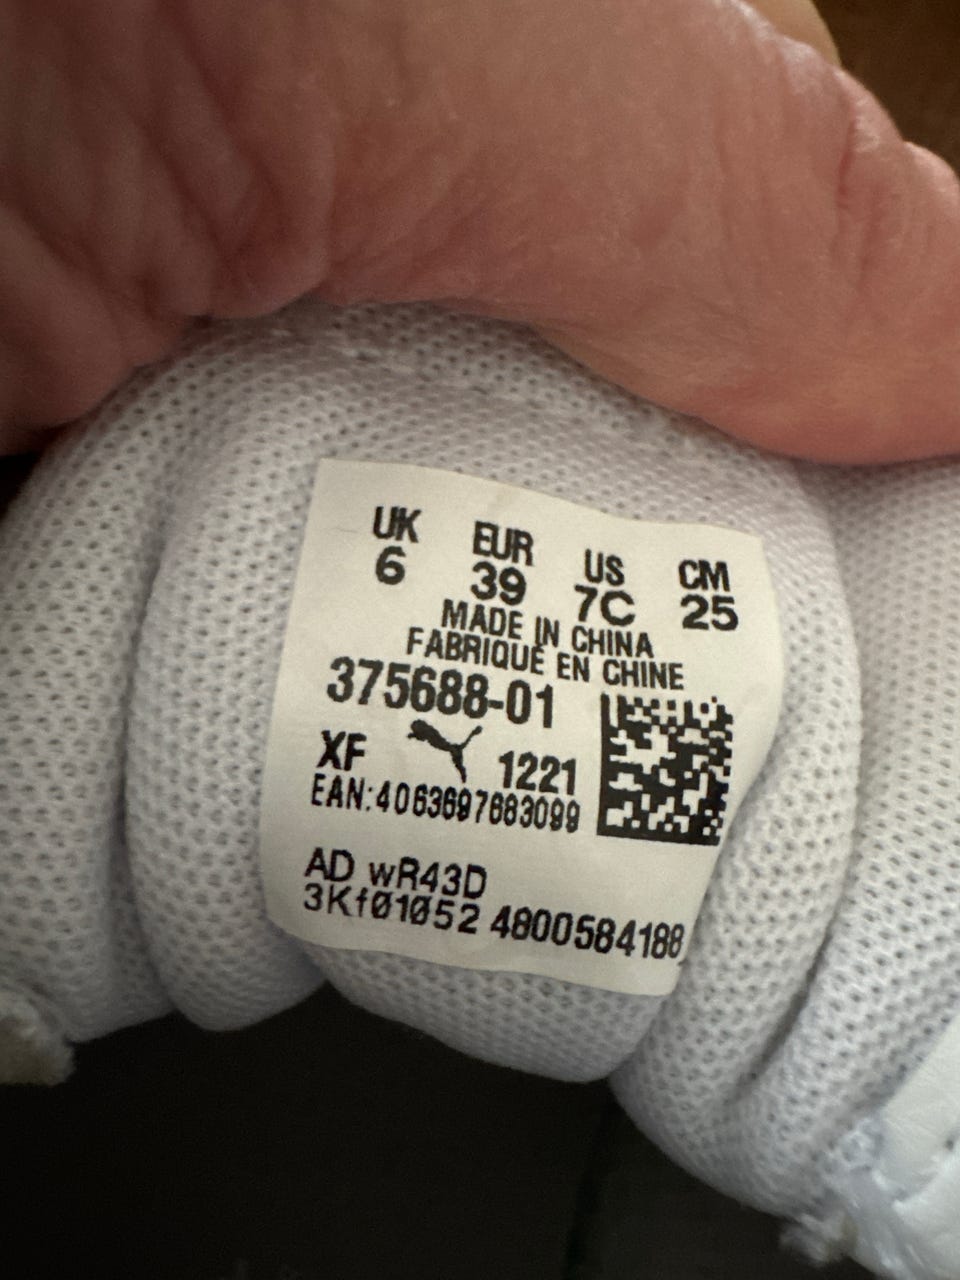 UK EUR US CM
6 39 7C 25
MADE IN CHINA
FABRIQUÉ EN CHINE
375688-01
XF 1221
EAN:4063697683099
AD wR43D
3Kf01052 4800584188